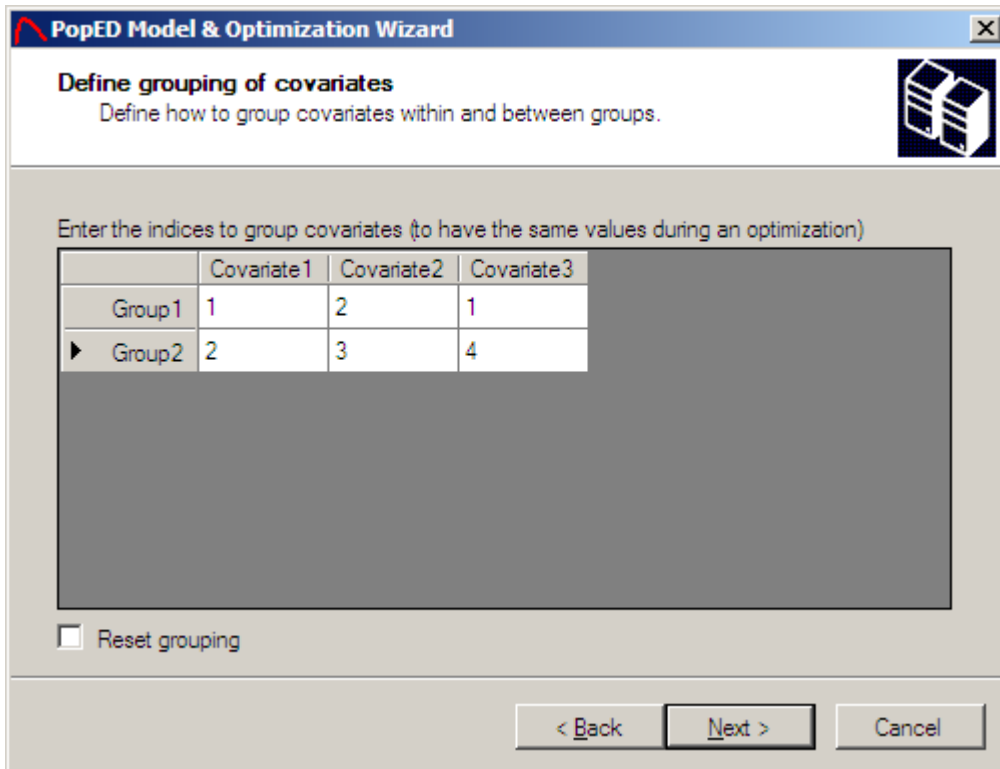 PopED Model & Optimization Wizard
Define grouping of covariates
Define how to group covariates within and between groups.
Enter the indices to group covariates (to have the same values during an optimization)
Covariate1 Covariate2 Covariate3
Group1 1 2 1
Group2 2 3 4
Reset grouping
< Back Next > Cancel